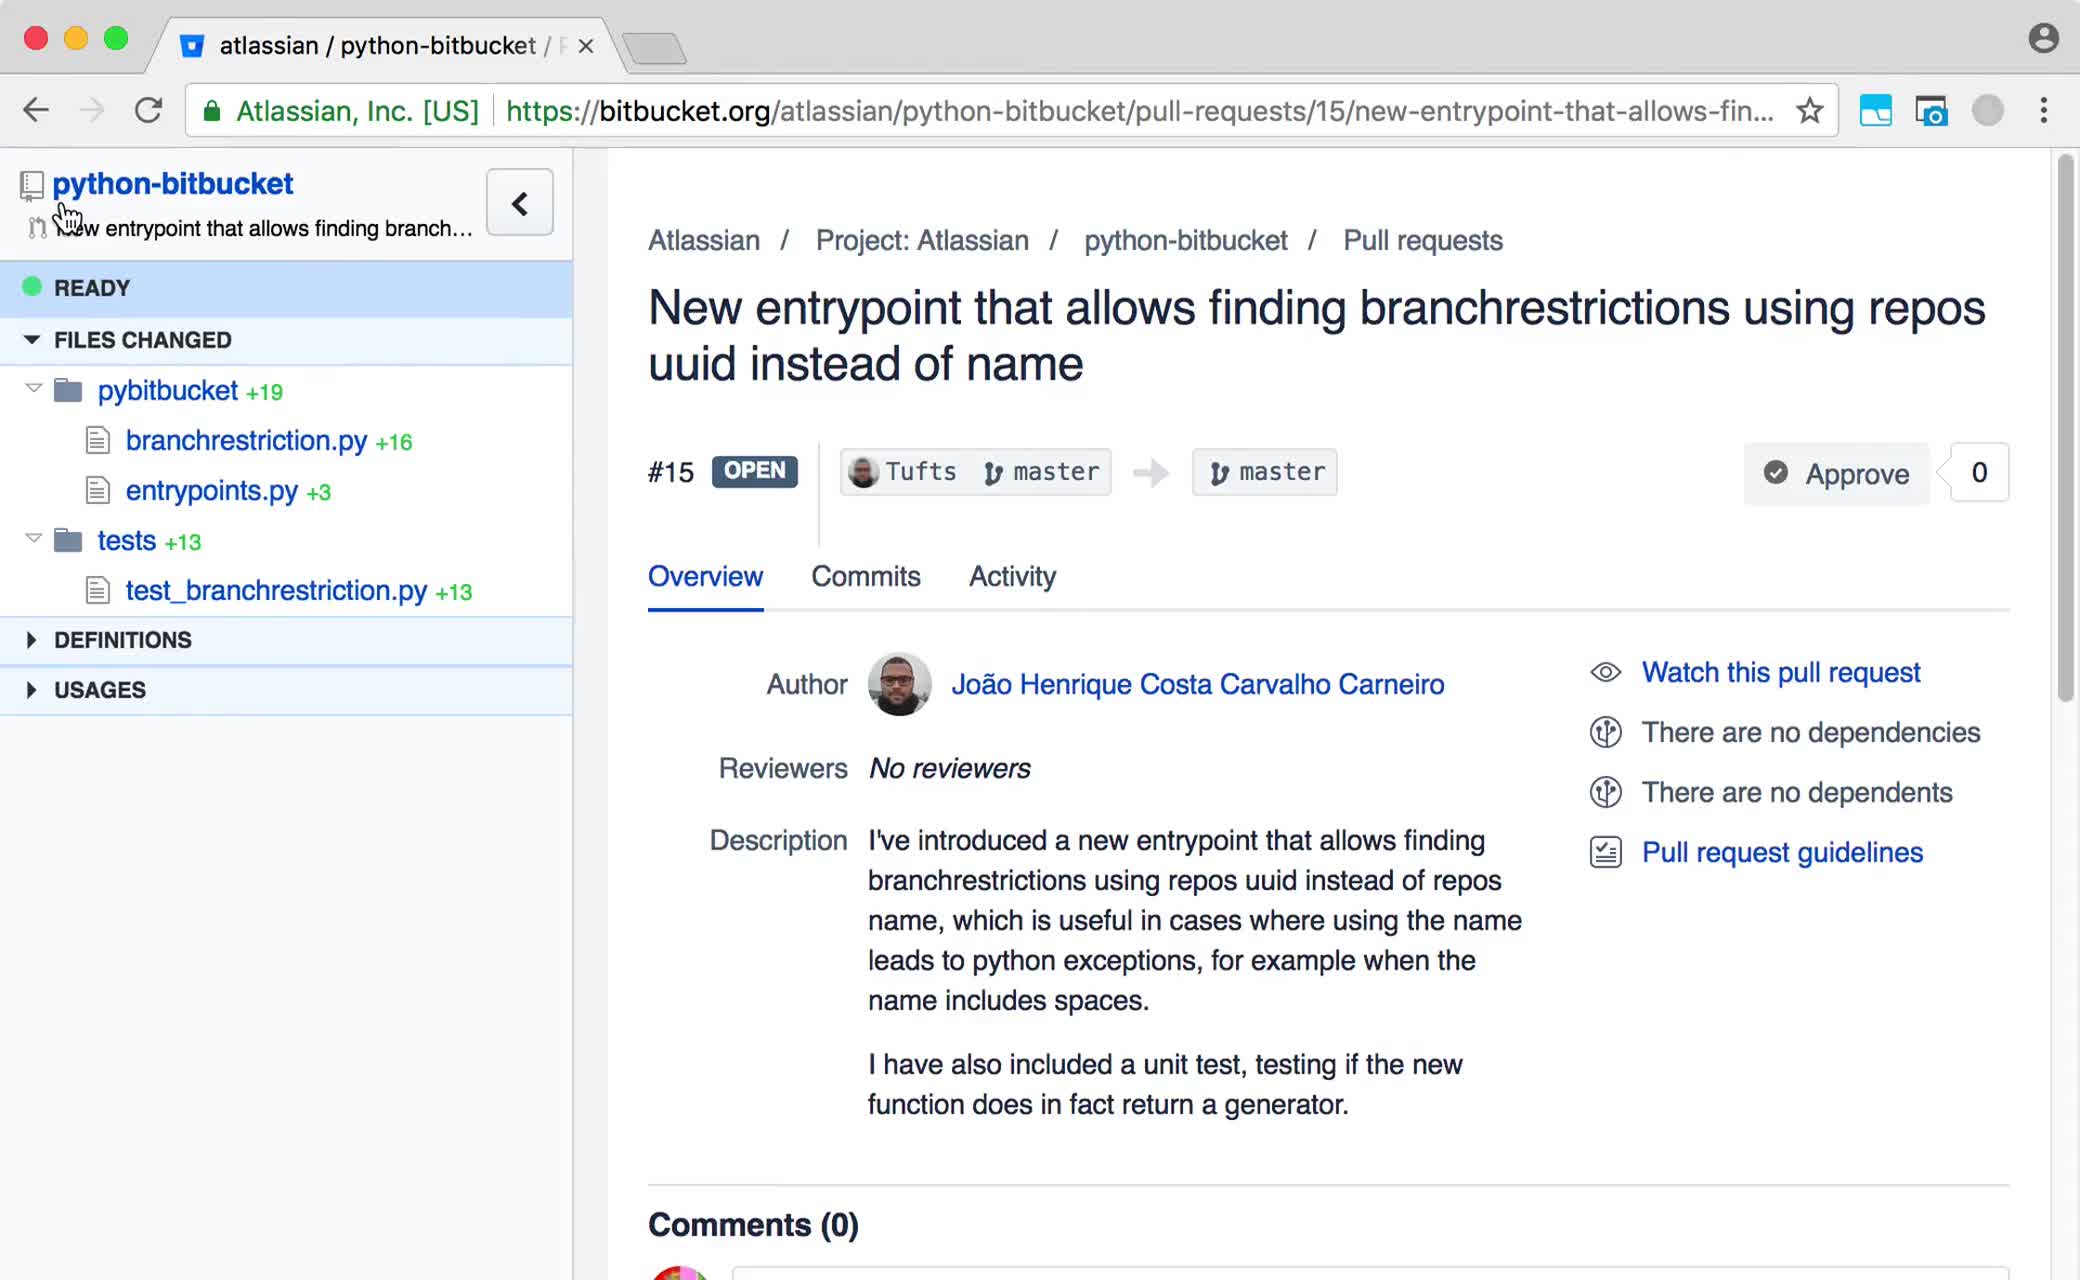 atlassian / python-bitbucket /
Atlassian, Inc. [US] https://bitbucket.org/atlassian/python-bitbucket/pull-requests/15/new-entrypoint-that-allows-fin...
python-bitbucket
New entrypoint that allows finding branch...
READY
FILES CHANGED
pybitbucket +19
branchrestriction.py +16
entrypoints.py +3
tests +13
test_branchrestriction.py +13
DEFINITIONS
USAGES
Atlassian / Project: Atlassian / python-bitbucket / Pull requests
New entrypoint that allows finding branchrestrictions using repos
uuid instead of name
#15 OPEN Tufts master master
Approve 0
Overview Commits Activity
Author João Henrique Costa Carvalho Carneiro
Reviewers No reviewers
Description I've introduced a new entrypoint that allows finding
branchrestrictions using repos uuid instead of repos
name, which is useful in cases where using the name
leads to python exceptions, for example when the
name includes spaces.
I have also included a unit test, testing if the new
function does in fact return a generator.
Watch this pull request
There are no dependencies
There are no dependents
Pull request guidelines
Comments (0)